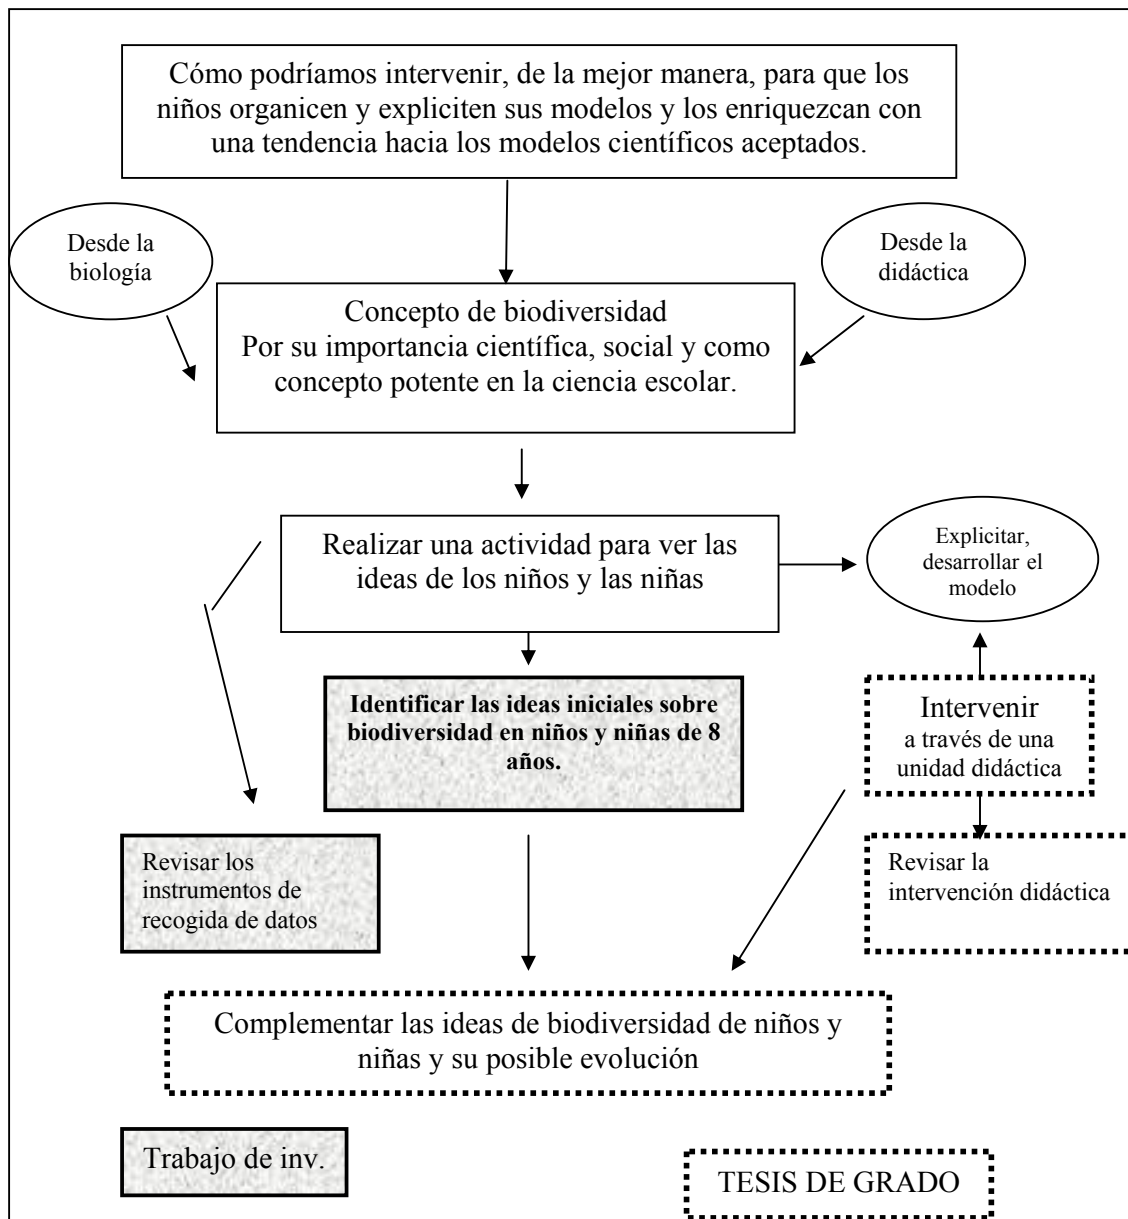 Cómo podríamos intervenir, de la mejor manera, para que los
niños organicen y expliciten sus modelos y los enriquezcan con
una tendencia hacia los modelos científicos aceptados.
Desde la
biología
Desde la
didáctica
Concepto de biodiversidad
Por su importancia científica, social y como
concepto potente en la ciencia escolar.
Realizar una actividad para ver las
ideas de los niños y las niñas
Explicitar,
desarrollar el
modelo
Identificar las ideas iniciales sobre
biodiversidad en niños y niñas de 8
años.
Intervenir
a través de una
unidad didáctica
Revisar los
instrumentos de
recogida de datos
Revisar la
intervención didáctica
Complementar las ideas de biodiversidad de niños y
niñas y su posible evolución
Trabajo de inv.
TESIS DE GRADO